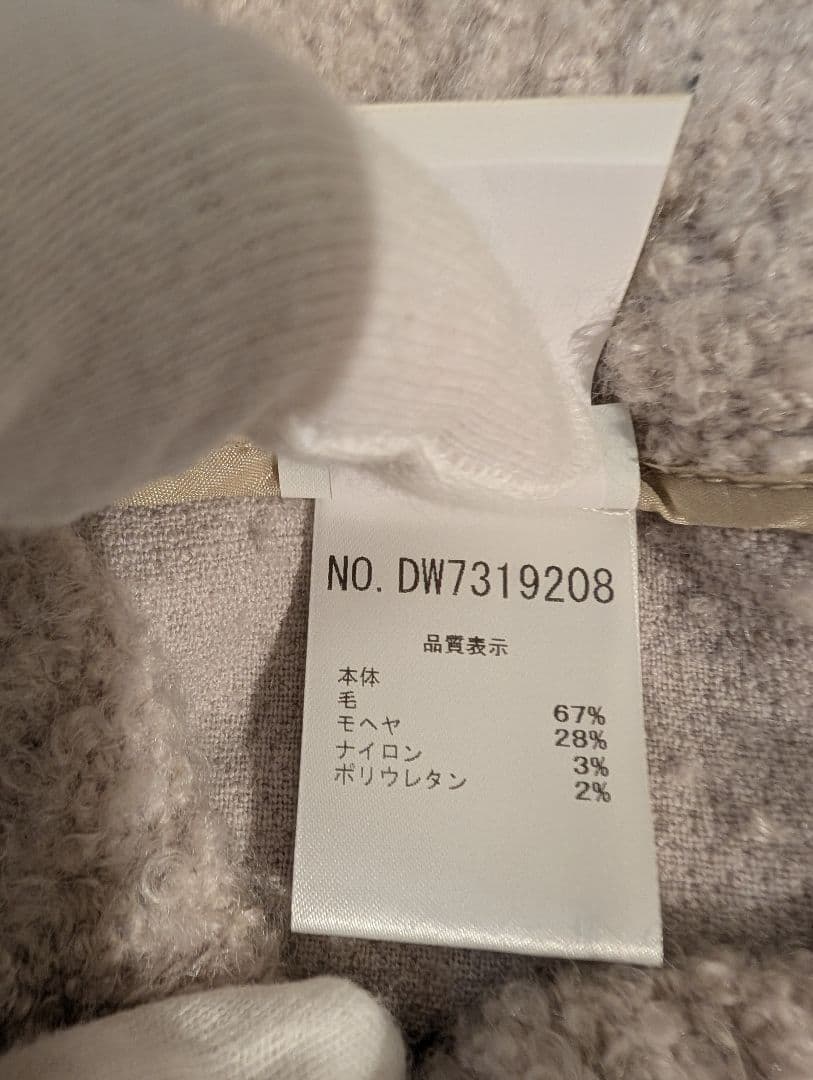 NO. DW7319208
品質表示
本体
毛 67%
モヘヤ 28%
ナイロン 3%
ポリウレタン 2%